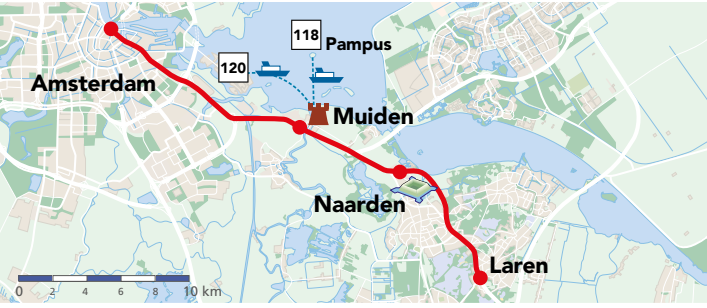 118
Pampus
120
Amsterdam
Muiden
Naarden
Laren
0 2 4 6 8 10 km